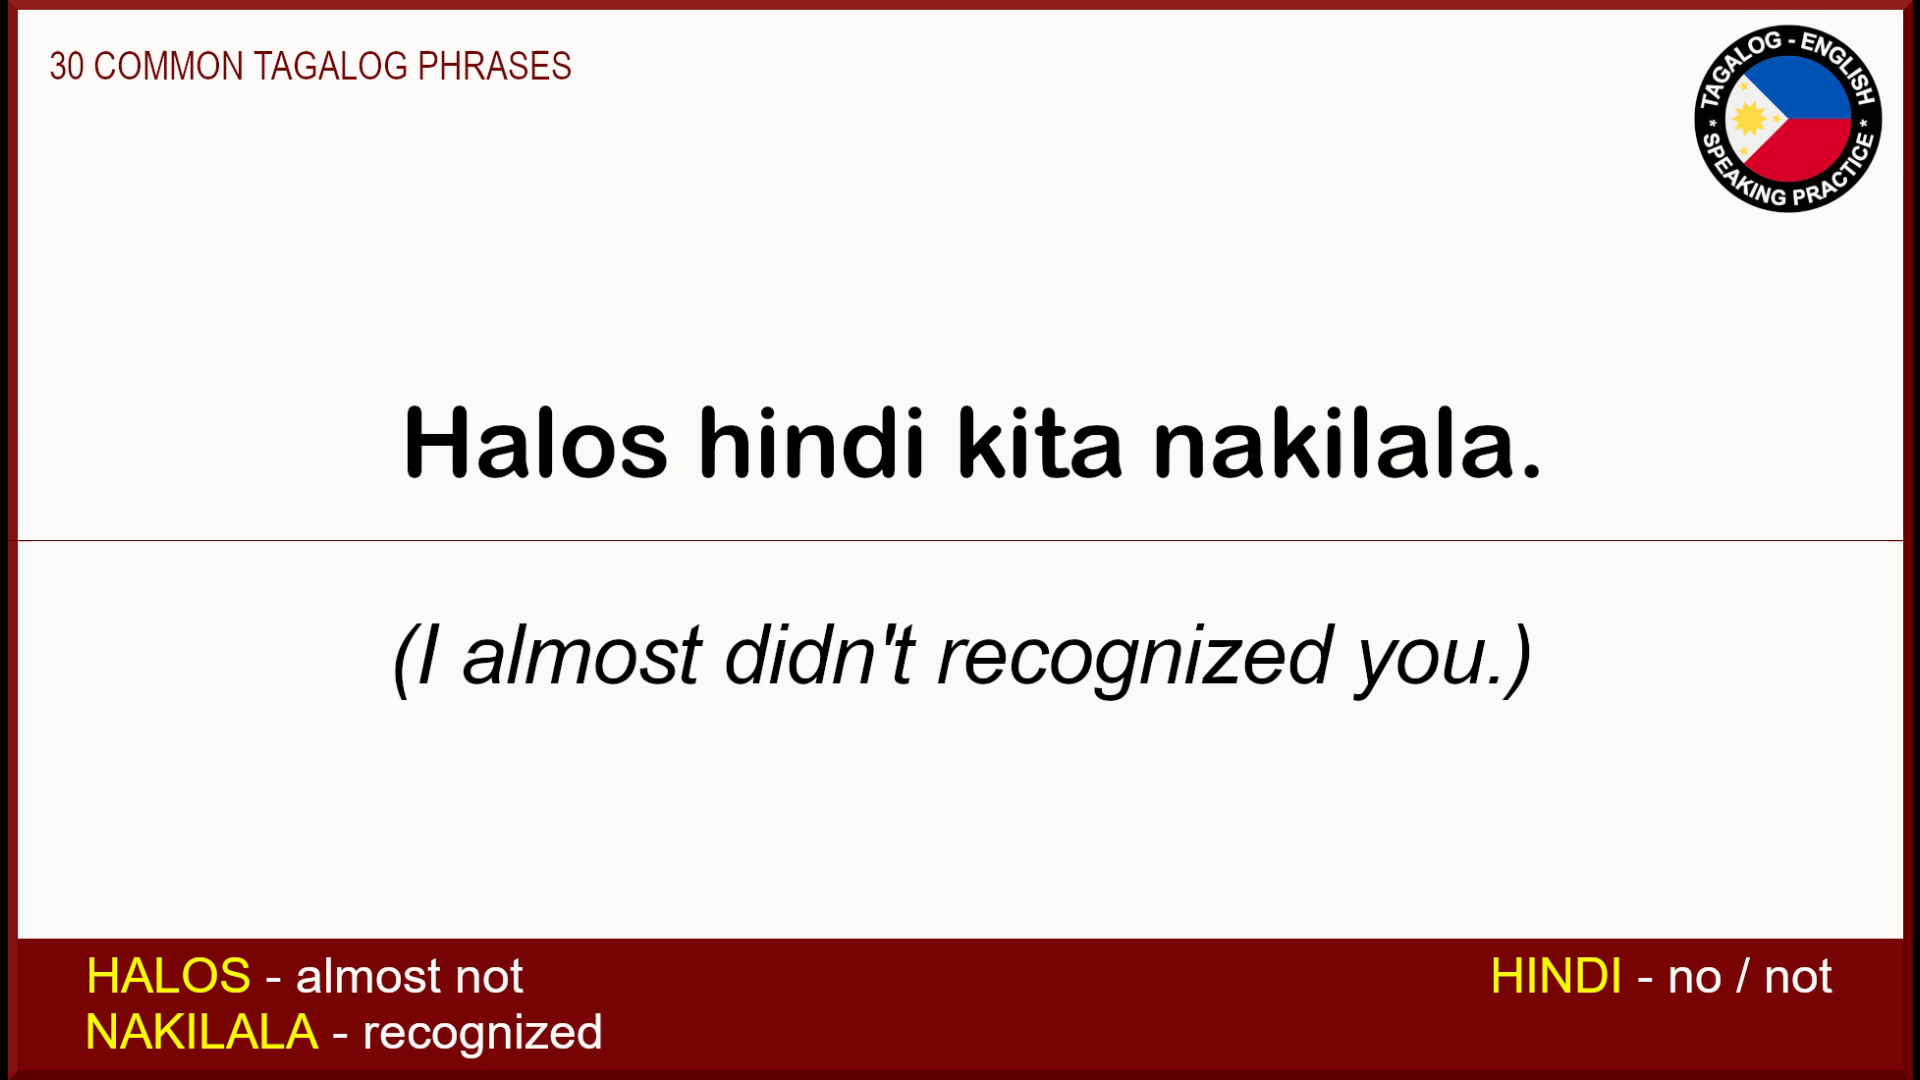 30 COMMON TAGALOG PHRASES
TAGALOG - ENGLISH
* SPEAKING PRACTICE *
Halos hindi kita nakilala.
(I almost didn't recognized you.)
HALOS - almost not
HINDI - no / not
NAKILALA - recognized